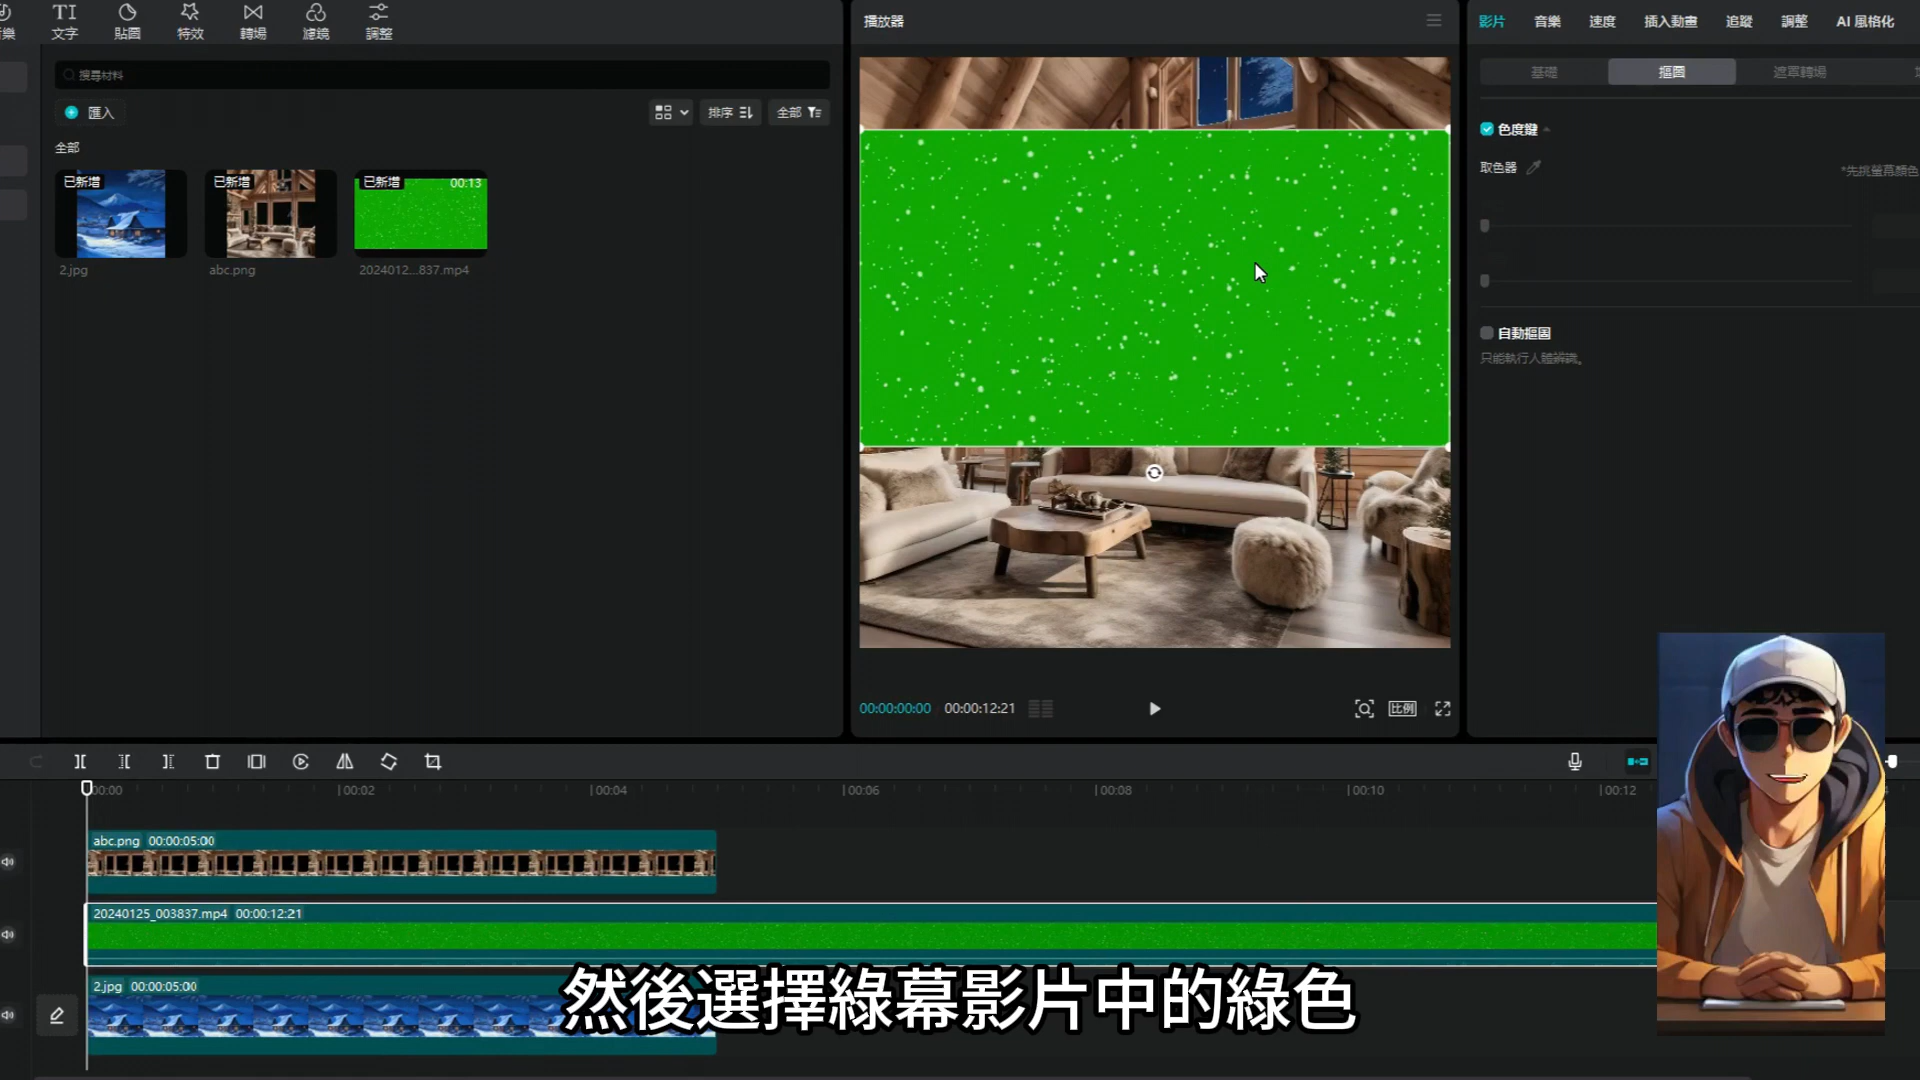 樂
文字
貼圖
特效
轉場
濾鏡
調整
搜尋材料
匯入
排序
全部
全部
已新增
已新增
已新增
00:13
2.jpg
abc.png
2024012...837.mp4
播放器
00:00:00:00
00:00:12:21
比例
影片
音樂
速度
插入動畫
追蹤
調整
AI 風格化
基礎
摳圖
遮罩轉場
色度鍵
取色器
*先挑螢幕顏色
自動摳圖
只能執行人體辨識。
00:00
00:02
00:04
00:06
00:08
00:10
00:12
abc.png 00:00:05:00
20240125_003837.mp4 00:00:12:21
2.jpg 00:00:05:00
然後選擇綠幕影片中的綠色